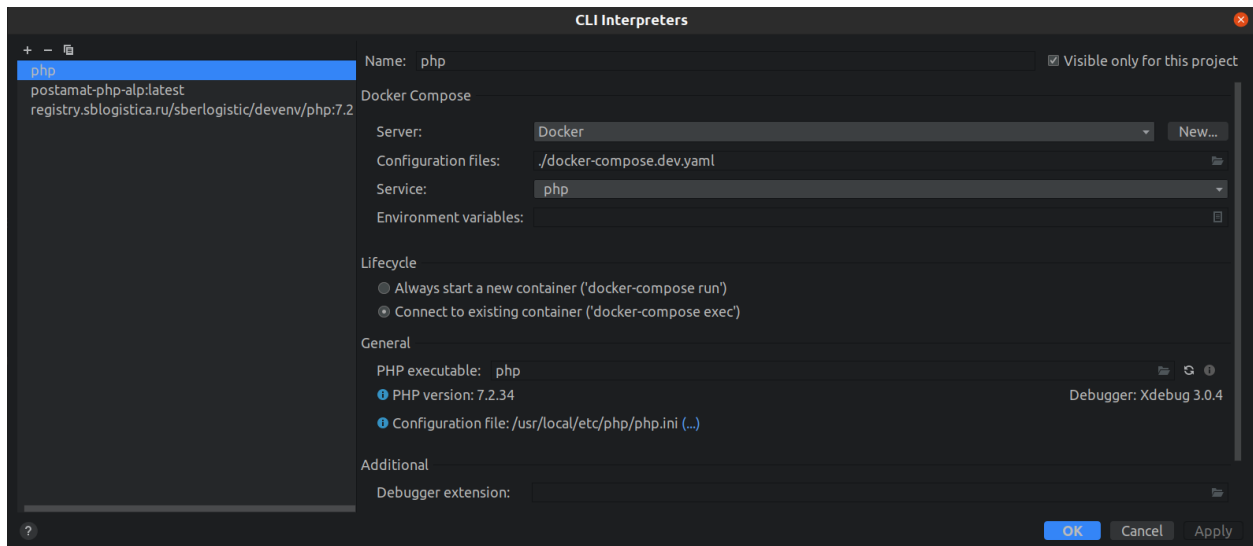 CLI Interpreters
php
postamat-php-alp:latest
registry.sblogistica.ru/sberlogistic/devenv/php:7.2
Name: php
Visible only for this project
Docker Compose
Server: Docker New...
Configuration files: ./docker-compose.dev.yaml
Service: php
Environment variables:
Lifecycle
Always start a new container ('docker-compose run')
Connect to existing container ('docker-compose exec')
General
PHP executable: php
PHP version: 7.2.34 Debugger: Xdebug 3.0.4
Configuration file: /usr/local/etc/php/php.ini (...)
Additional
Debugger extension:
? OK Cancel Apply